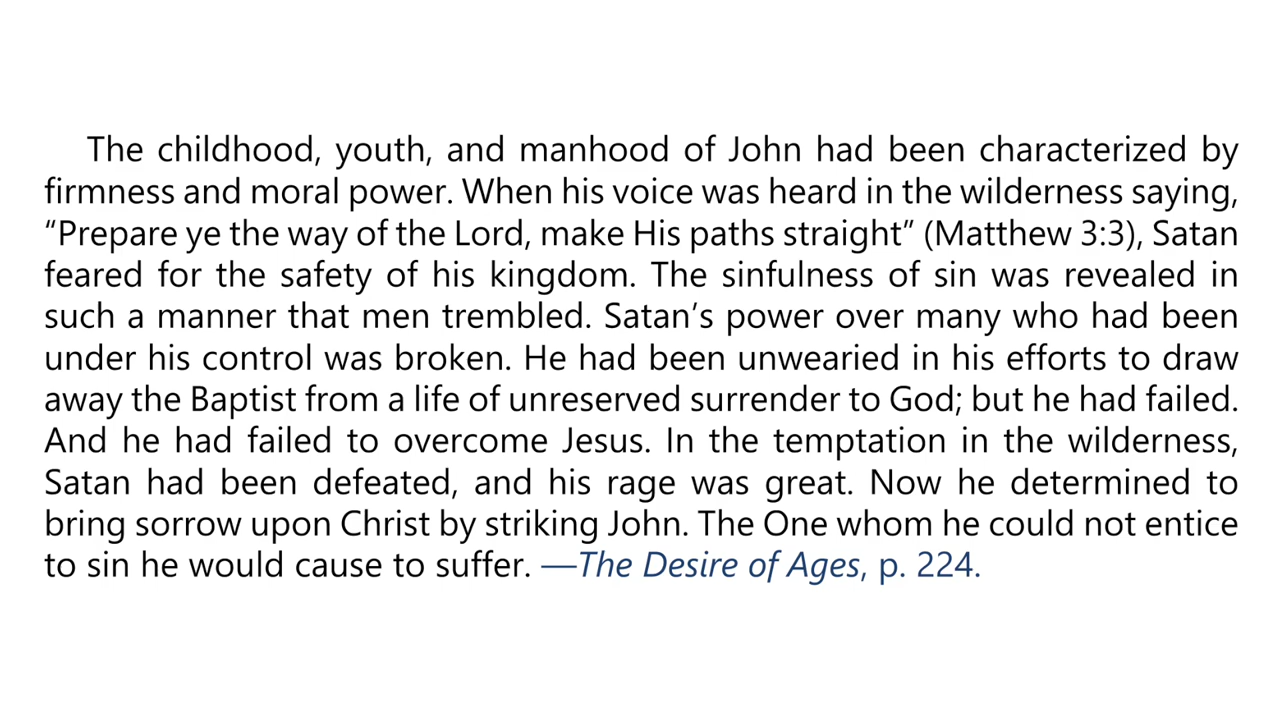 The childhood, youth, and manhood of John had been characterized by
firmness and moral power. When his voice was heard in the wilderness saying,
“Prepare ye the way of the Lord, make His paths straight” (Matthew 3:3), Satan
feared for the safety of his kingdom. The sinfulness of sin was revealed in
such a manner that men trembled. Satan’s power over many who had been
under his control was broken. He had been unwearied in his efforts to draw
away the Baptist from a life of unreserved surrender to God; but he had failed.
And he had failed to overcome Jesus. In the temptation in the wilderness,
Satan had been defeated, and his rage was great. Now he determined to
bring sorrow upon Christ by striking John. The One whom he could not entice
to sin he would cause to suffer. —The Desire of Ages, p. 224.